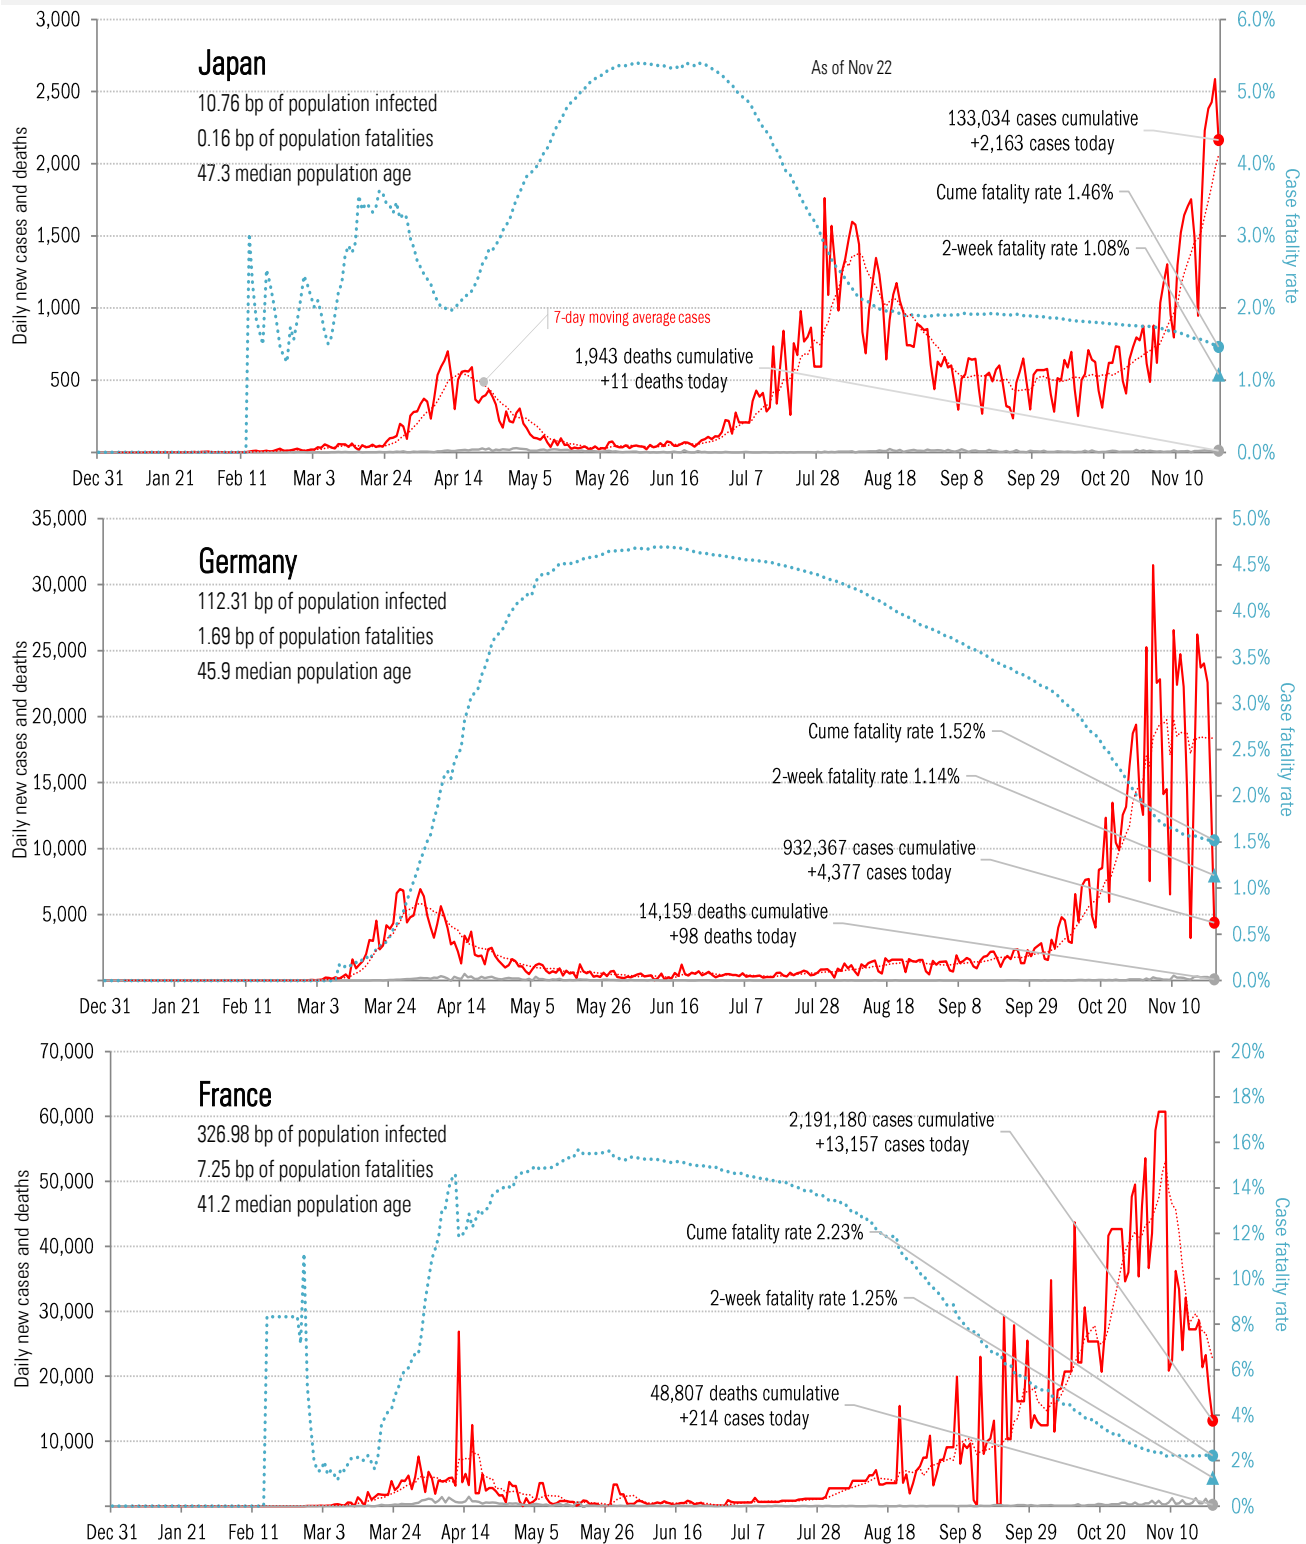 3,000
6.0%
Japan
As of Nov 22
10.76 bp of population infected
2,500
5.0%
0.16 bp of population fatalities
133,034 cases cumulative
+2,163 cases today
47.3 median population age
2,000
4.0%
Cume fatality rate 1.46%
1,500
3.0%
2-week fatality rate 1.08%
1,000
2.0%
7-day moving average cases
1,943 deaths cumulative
+11 deaths today
500
1.0%
0.0%
Daily new cases and deaths
Case fatality rate
Dec 31 Jan 21 Feb 11 Mar 3 Mar 24 Apr 14 May 5 May 26 Jun 16 Jul 7 Jul 28 Aug 18 Sep 8 Sep 29 Oct 20 Nov 10
35,000
5.0%
Germany
30,000
4.5%
112.31 bp of population infected
4.0%
1.69 bp of population fatalities
25,000
3.5%
45.9 median population age
20,000
3.0%
Cume fatality rate 1.52%
2.5%
2-week fatality rate 1.14%
15,000
2.0%
10,000
1.5%
932,367 cases cumulative
+4,377 cases today
1.0%
5,000
14,159 deaths cumulative
+98 deaths today
0.5%
0.0%
Daily new cases and deaths
Case fatality rate
Dec 31 Jan 21 Feb 11 Mar 3 Mar 24 Apr 14 May 5 May 26 Jun 16 Jul 7 Jul 28 Aug 18 Sep 8 Sep 29 Oct 20 Nov 10
70,000
20%
France
18%
60,000
2,191,180 cases cumulative
+13,157 cases today
326.98 bp of population infected
16%
7.25 bp of population fatalities
50,000
14%
41.2 median population age
Cume fatality rate 2.23%
12%
40,000
10%
2-week fatality rate 1.25%
30,000
8%
6%
20,000
48,807 deaths cumulative
+214 cases today
4%
10,000
2%
0%
Daily new cases and deaths
Case fatality rate
Dec 31 Jan 21 Feb 11 Mar 3 Mar 24 Apr 14 May 5 May 26 Jun 16 Jul 7 Jul 28 Aug 18 Sep 8 Sep 29 Oct 20 Nov 10